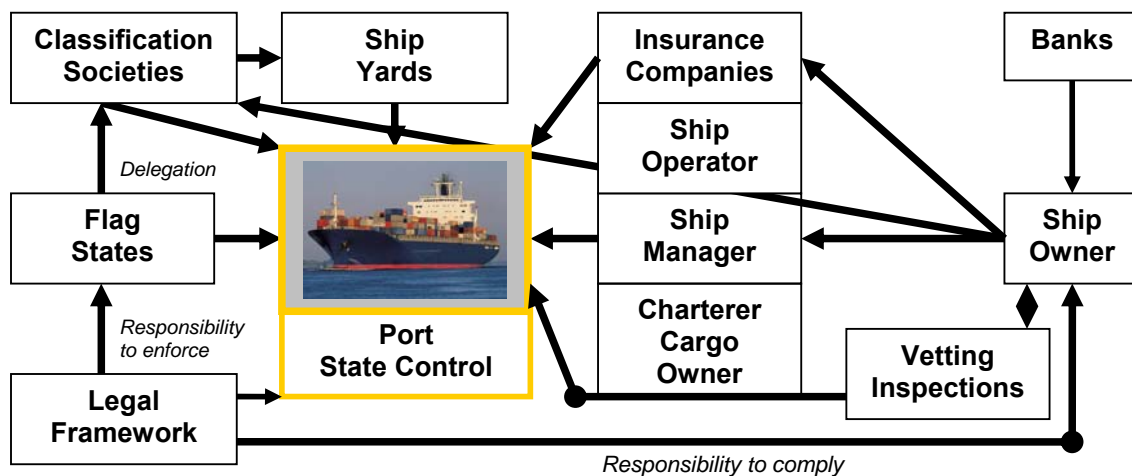 Classification
Societies
Ship
Yards
Insurance
Companies
Banks
Ship
Operator
Delegation
Flag
States
Ship
Manager
Ship
Owner
Responsibility
to enforce
Port
State Control
Charterer
Cargo
Owner
Vetting
Inspections
Legal
Framework
Responsibility to comply